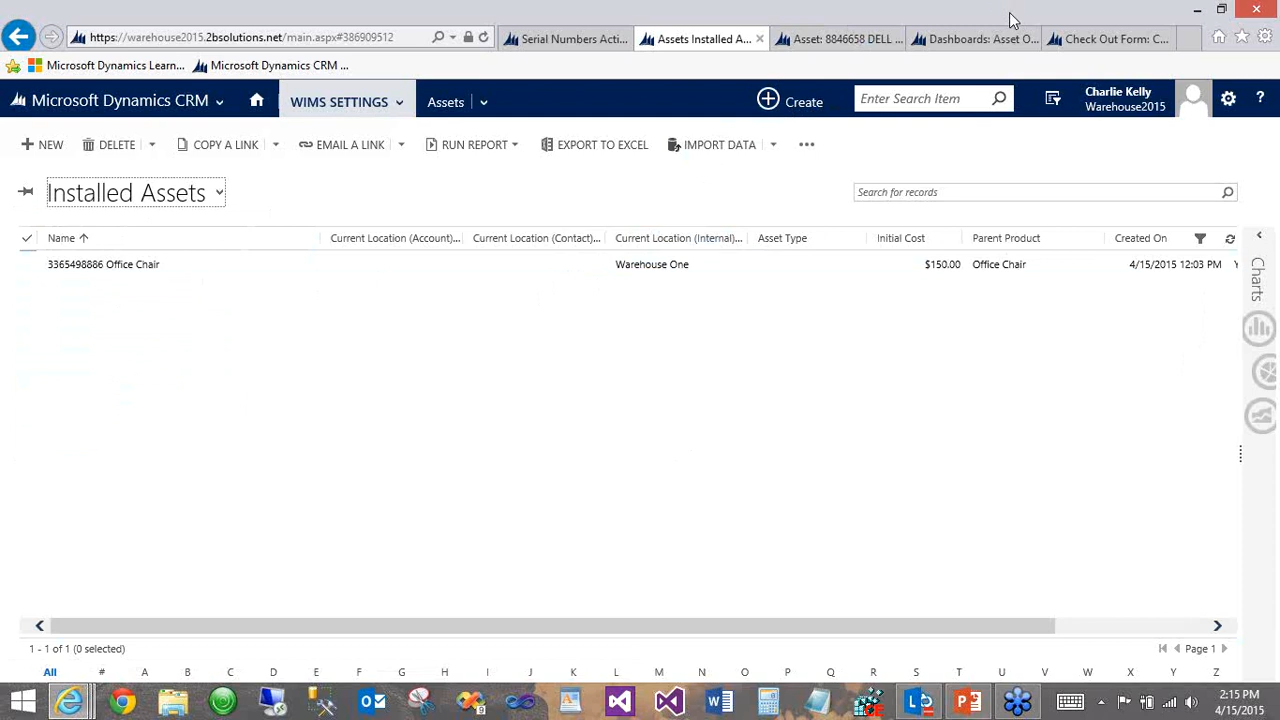 https://warehouse2015.2bsolutions.net/main.aspx#386909512
Serial Numbers Acti...
Assets Installed A...
Asset: 8846658 DELL ...
Dashboards: Asset O...
Check Out Form: C...
Microsoft Dynamics Learn...
Microsoft Dynamics CRM ...
Microsoft Dynamics CRM
WIMS SETTINGS
Assets
Create
Enter Search Item
Charlie Kelly
Warehouse2015
?
NEW
DELETE
COPY A LINK
EMAIL A LINK
RUN REPORT
EXPORT TO EXCEL
IMPORT DATA
Installed Assets
Search for records
Name
Current Location (Account)...
Current Location (Contact)...
Current Location (Internal)...
Asset Type
Initial Cost
Parent Product
Created On
3365498886 Office Chair
Warehouse One
$150.00
Office Chair
4/15/2015 12:03 PM
Charts
1 - 1 of 1 (0 selected)
Page 1
All # A B C D E F G H I J K L M N O P Q R S T U V W X Y Z
2:15 PM
4/15/2015